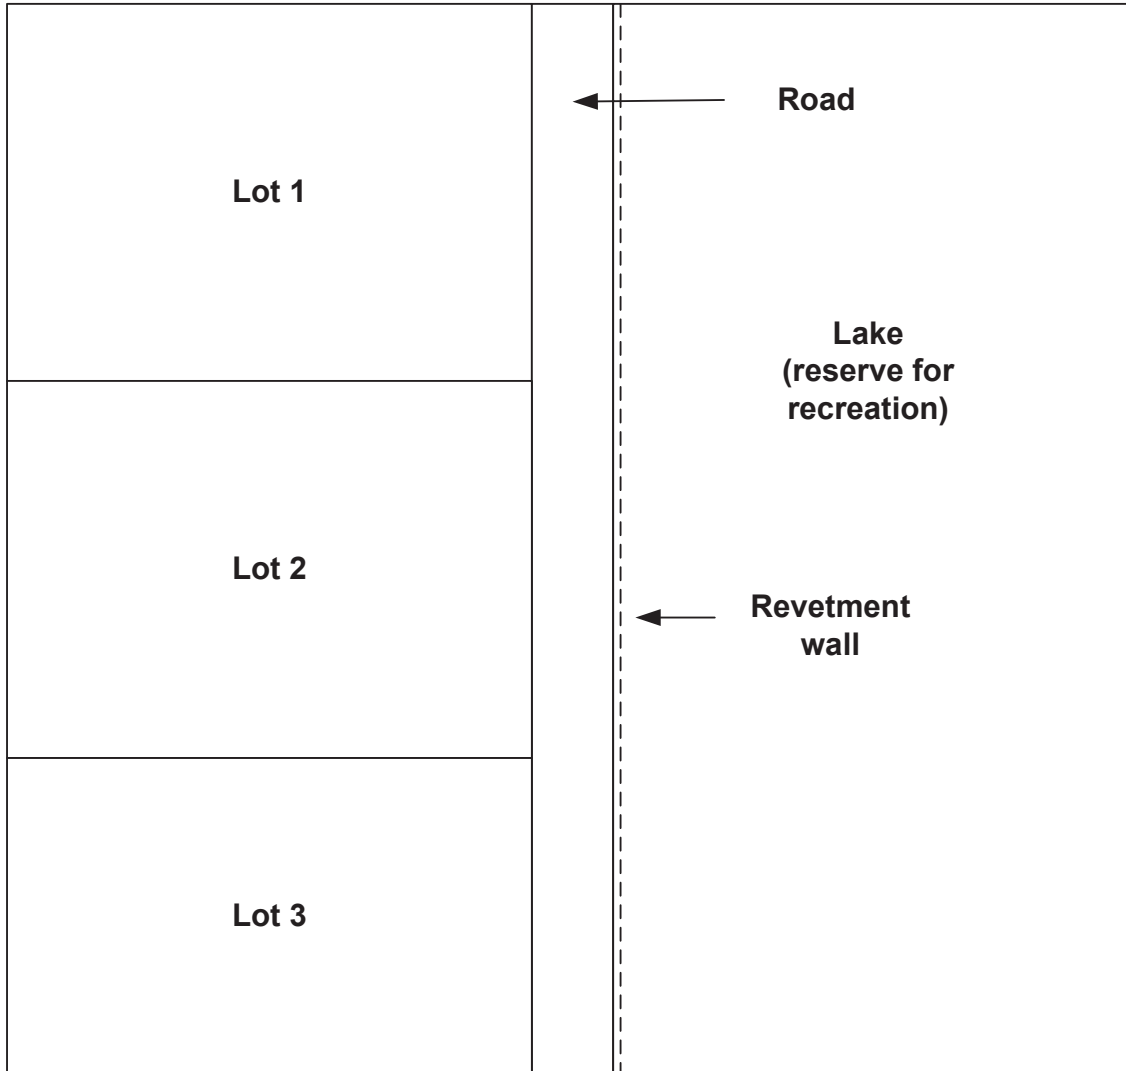 Road
Lot 1
Lake
(reserve for
recreation)
Lot 2
Revetment
wall
Lot 3